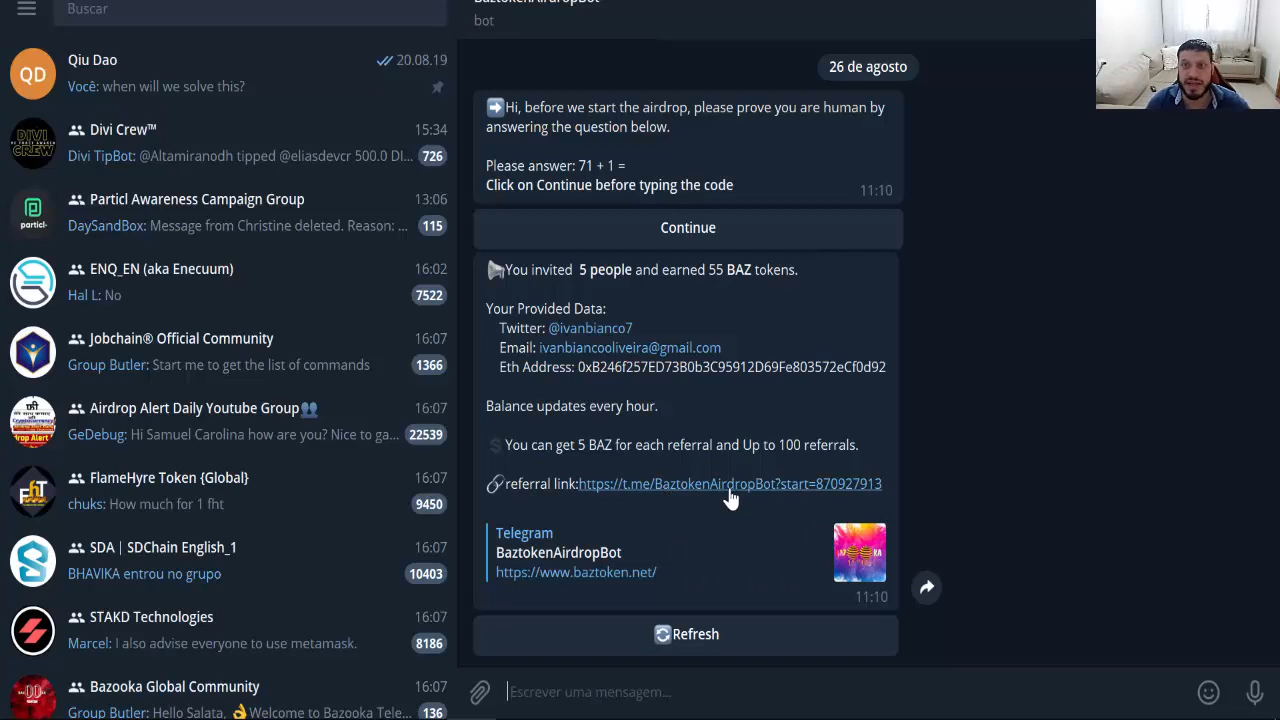 Buscar
Qiu Dao
20.08.19
Você: when will we solve this?
Divi Crew™
15:34
Divi TipBot: @Altamiranodh tipped @eliasdevcr 500.0 DI...
726
Particl Awareness Campaign Group
13:06
DaySandBox: Message from Christine deleted. Reason: ...
115
ENQ_EN (aka Enecuum)
16:02
Hal L: No
7522
Jobchain® Official Community
16:07
Group Butler: Start me to get the list of commands
1366
Airdrop Alert Daily Youtube Group
16:07
GeDebug: Hi Samuel Carolina how are you? Nice to ga...
22539
FlameHyre Token {Global}
16:07
chuks: How much for 1 fht
9450
SDA | SDChain English_1
16:07
BHAVIKA entrou no grupo
10403
STAKD Technologies
16:07
Marcel: I also advise everyone to use metamask.
8186
Bazooka Global Community
16:07
Group Butler: Hello Salata, 👌Welcome to Bazooka Tele...
136
QD
DIVI
CREW
particl·
BaztokenAirdropBot
bot
26 de agosto
➡Hi, before we start the airdrop, please prove you are human by
answering the question below.
Please answer: 71 + 1 =
Click on Continue before typing the code
11:10
Continue
You invited 5 people and earned 55 BAZ tokens.
Your Provided Data:
Twitter: @ivanbianco7
Email: ivanbiancooliveira@gmail.com
Eth Address: 0xB246f257ED73B0b3C95912D69Fe803572eCf0d92
Balance updates every hour.
You can get 5 BAZ for each referral and Up to 100 referrals.
referral link:https://t.me/BaztokenAirdropBot?start=870927913
Telegram
BaztokenAirdropBot
https://www.baztoken.net/
11:10
Refresh
Escrever uma mensagem...